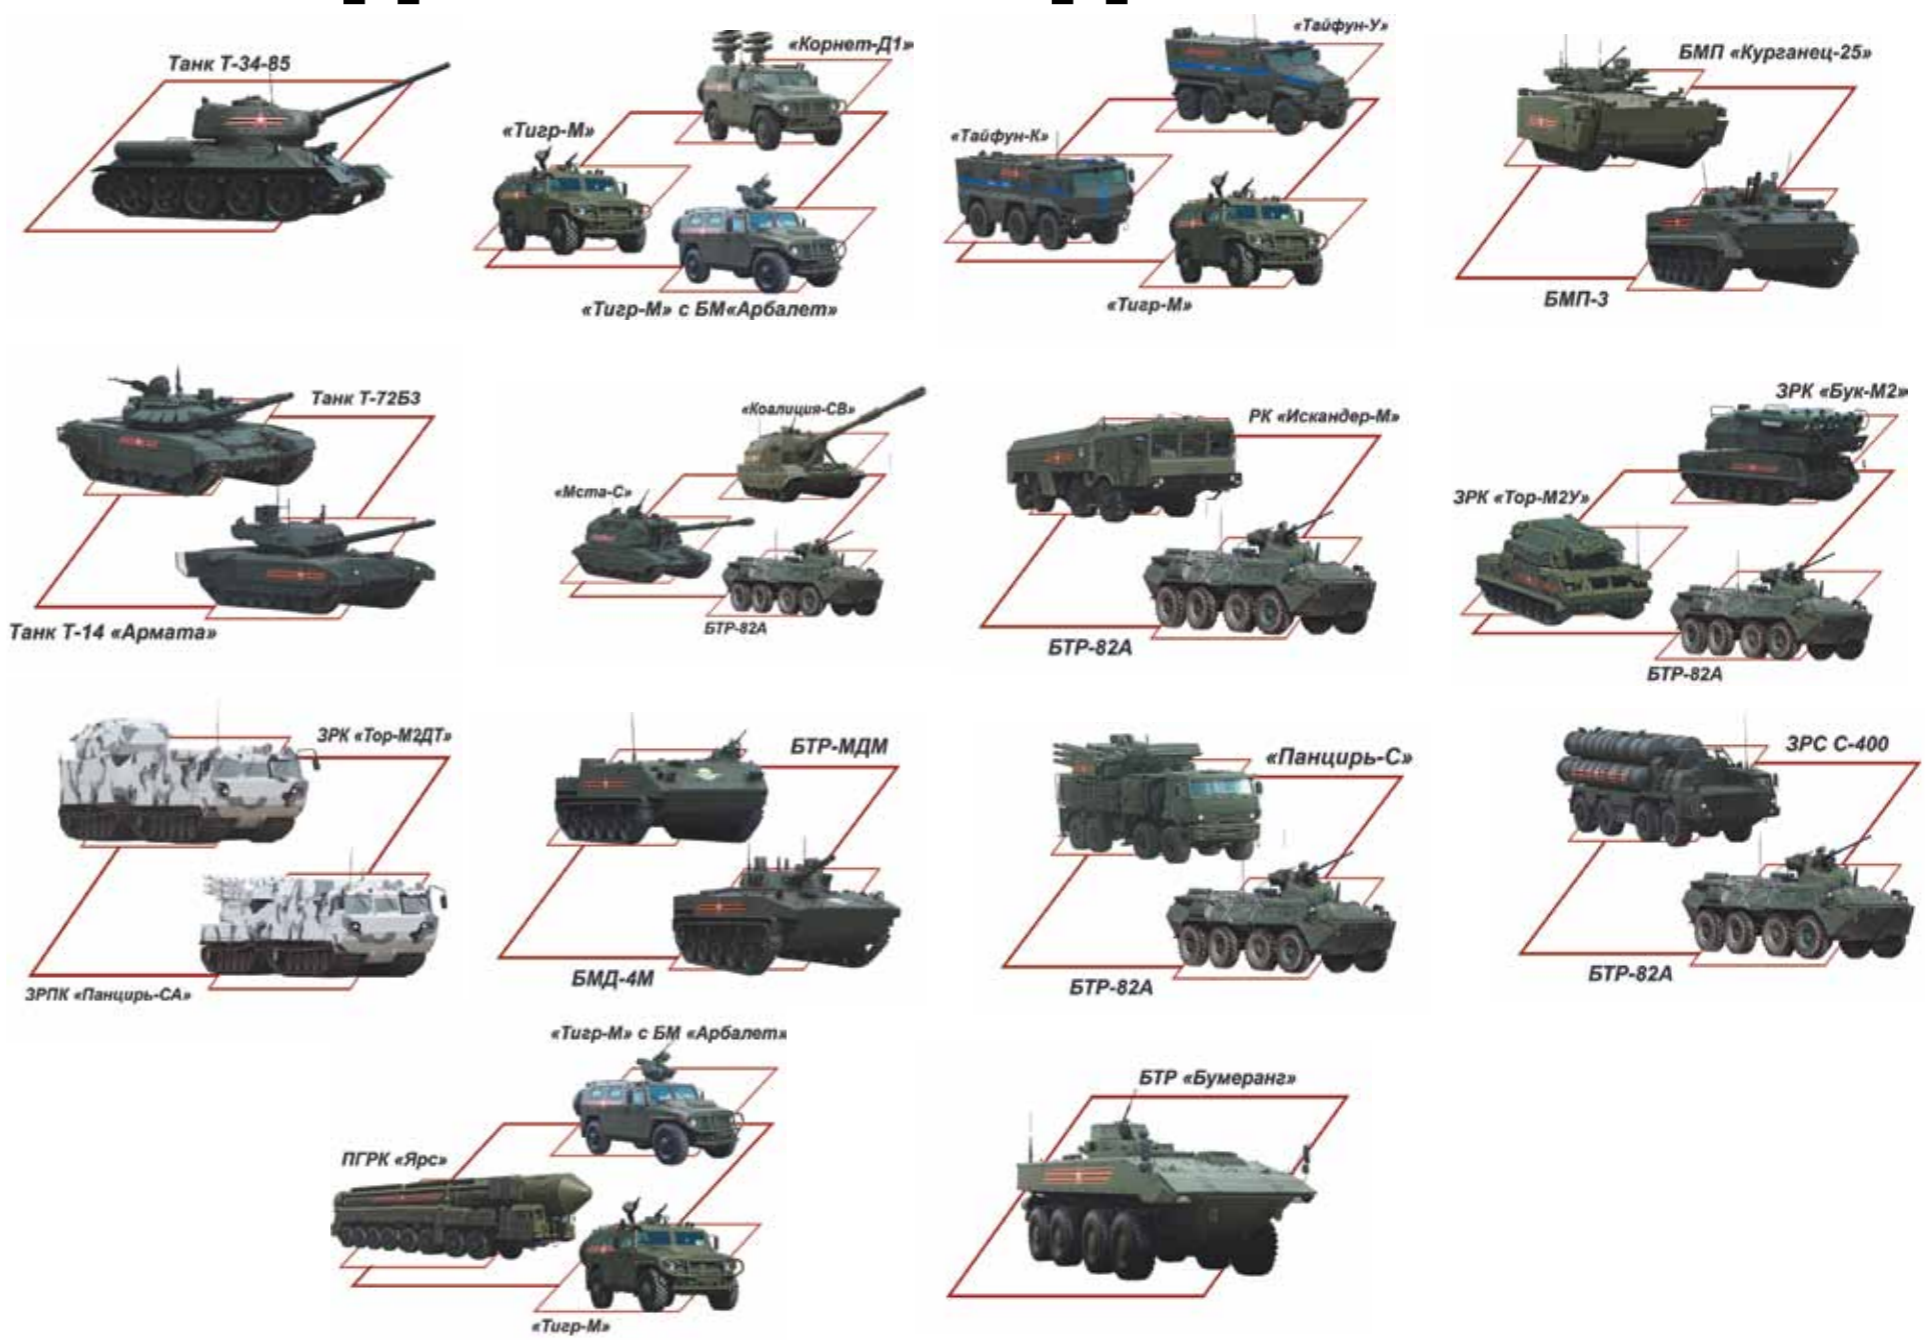 Танк Т-34-85
«Корнет-Д1»
«Тигр-М»
«Тигр-М» с БМ«Арбалет»
«Тайфун-У»
«Тайфун-К»
«Тигр-М»
БМП «Курганец-25»
БМП-3
Танк Т-72Б3
Танк Т-14 «Армата»
«Коалиция-СВ»
«Мста-С»
БТР-82А
РК «Искандер-М»
БТР-82А
ЗРК «Бук-М2»
ЗРК «Тор-М2У»
БТР-82А
ЗРК «Тор-М2ДТ»
ЗРПК «Панцирь-СА»
БТР-МДМ
БМД-4М
«Панцирь-С»
БТР-82А
ЗРС С-400
БТР-82А
«Тигр-М» с БМ «Арбалет»
ПГРК «Ярс»
«Тигр-М»
БТР «Бумеранг»